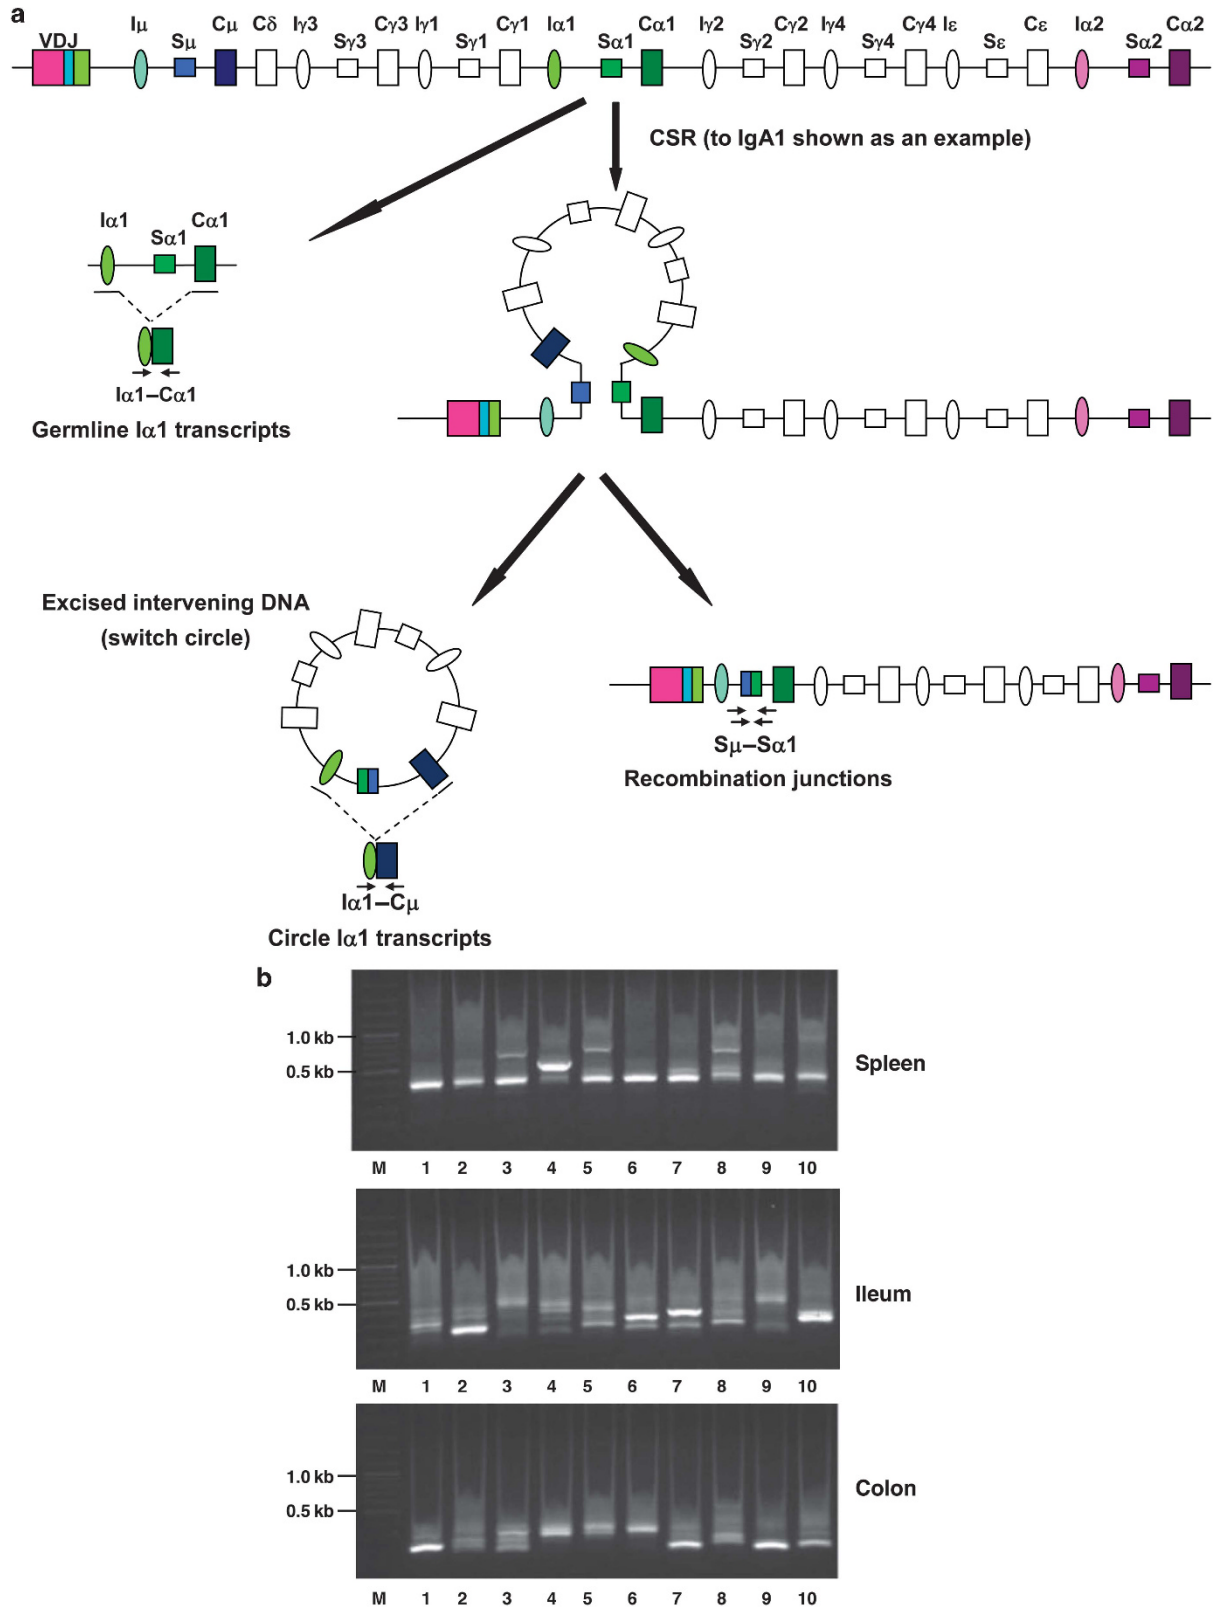 a
Iμ Cμ Cδ Iγ3 Cγ3 Iγ1 Cγ1 Iα1 Cα1 Iγ2 Cγ2 Iγ4 Cγ4 Iε Cε Iα2 Cα2
VDJ Sμ Sγ3 Sγ1 Sα1 Sγ2 Sγ4 Sε Sα2
CSR (to IgA1 shown as an example)
Iα1 Cα1
Sα1
Iα1–Cα1
Germline Iα1 transcripts
Excised intervening DNA
(switch circle)
Sμ–Sα1
Recombination junctions
Iα1–Cμ
Circle Iα1 transcripts
b
1.0 kb
0.5 kb
Spleen
M 1 2 3 4 5 6 7 8 9 10
1.0 kb
0.5 kb
Ileum
M 1 2 3 4 5 6 7 8 9 10
1.0 kb
0.5 kb
Colon
M 1 2 3 4 5 6 7 8 9 10